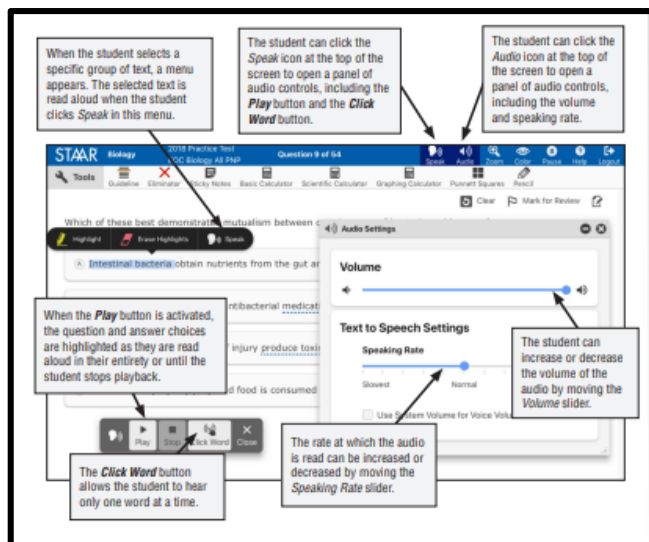 When the student selects a
specific group of text, a menu
appears. The selected text is
read aloud when the student
clicks Speak in this menu.
The student can click the
Speak icon at the top of the
screen to open a panel of
audio controls, including the
Play button and the Click
Word button.
The student can click the
Audio icon at the top of
the screen to open a
panel of audio controls,
including the volume
and speaking rate.
STAAR Biology
2018 Practice Test
EOC Biology All PNP
Question 9 of 54
Speak Audio Zoom Color Pause Help Logout
Tools Guideline Eliminator Sticky Notes Basic Calculator Scientific Calculator Graphing Calculator Punnett Squares Pencil
Clear Mark for Review
Which of these best demonstrates mutualism between
Highlight Erase Highlights Speak
A Intestinal bacteria obtain nutrients from the gut
ntibacterial
of injury produce
food is consumed
Audio Settings
Volume
Text to Speech Settings
Speaking Rate
Slowest Normal
Use System Volume for Voice
When the Play button is activated,
the question and answer choices
are highlighted as they are read
aloud in their entirety or until the
student stops playback.
The student can
increase or decrease
the volume of the
audio by moving the
Volume slider.
Play Stop Click Word Close
The Click Word button
allows the student to hear
only one word at a time.
The rate at which the audio
is read can be increased or
decreased by moving the
Speaking Rate slider.